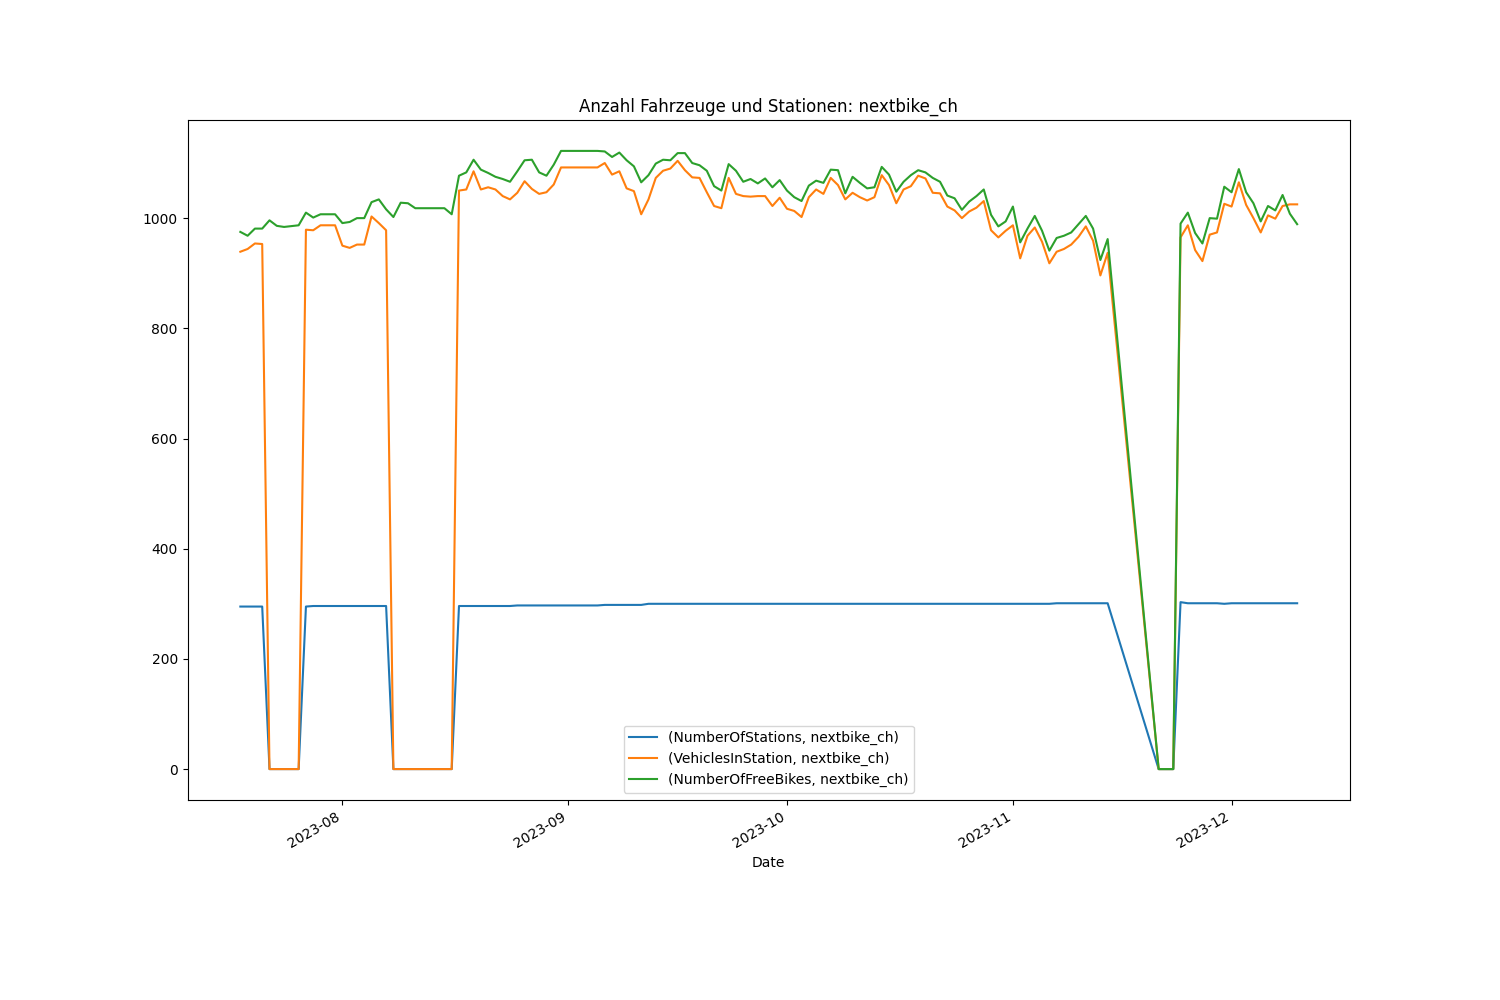 Anzahl Fahrzeuge und Stationen: nextbike_ch
1000
800
600
400
200
0
(NumberOfStations, nextbike_ch)
(VehiclesInStation, nextbike_ch)
(NumberOfFreeBikes, nextbike_ch)
2023-08
2023-09
2023-10
2023-11
2023-12
Date